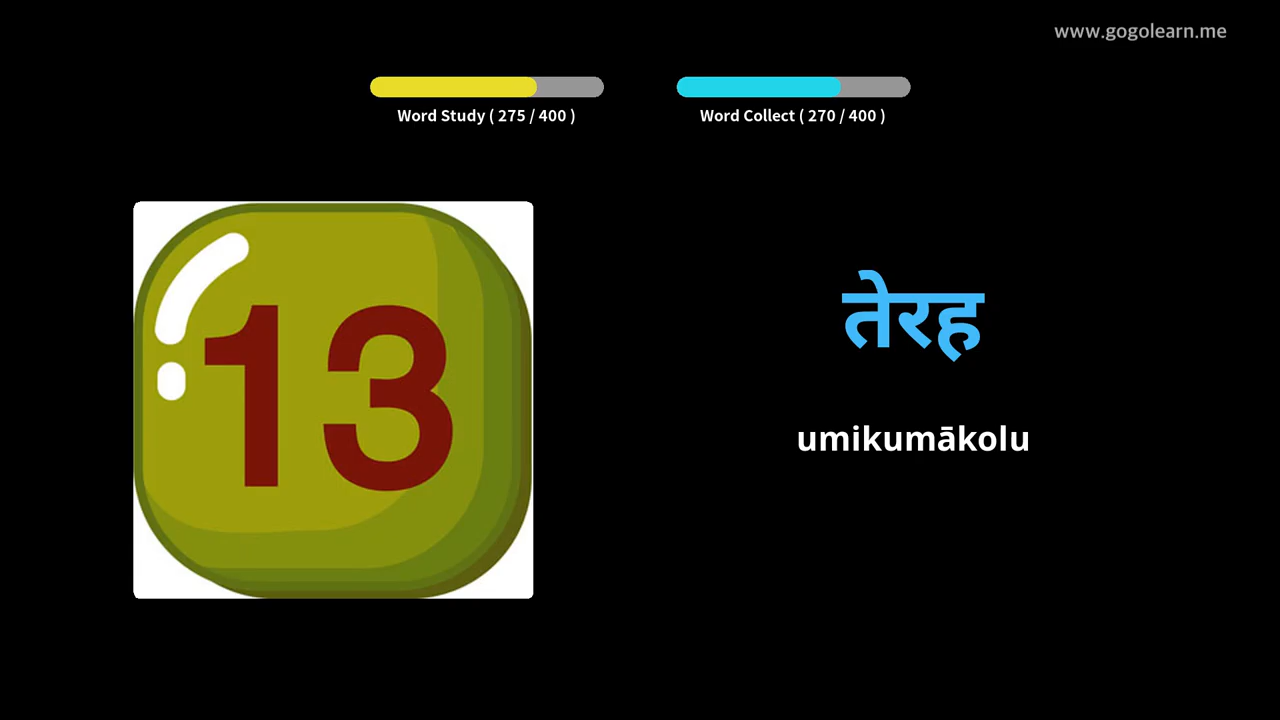 www.gogolearn.me
Word Study ( 275 / 400 )
Word Collect ( 270 / 400 )
13
तेरह
umikumākolu